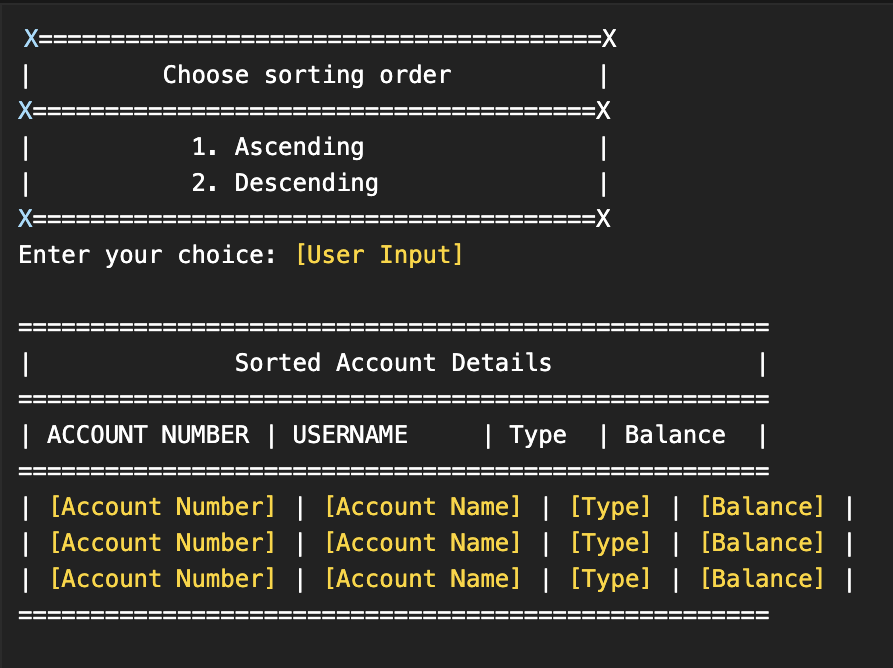 X=======================================X
|         Choose sorting order          |
X=======================================X
|           1. Ascending                |
|           2. Descending               |
X=======================================X
Enter your choice: [User Input]
====================================================
|              Sorted Account Details              |
====================================================
| ACCOUNT NUMBER | USERNAME     | Type  | Balance  |
====================================================
| [Account Number] | [Account Name] | [Type] | [Balance] |
| [Account Number] | [Account Name] | [Type] | [Balance] |
| [Account Number] | [Account Name] | [Type] | [Balance] |
====================================================